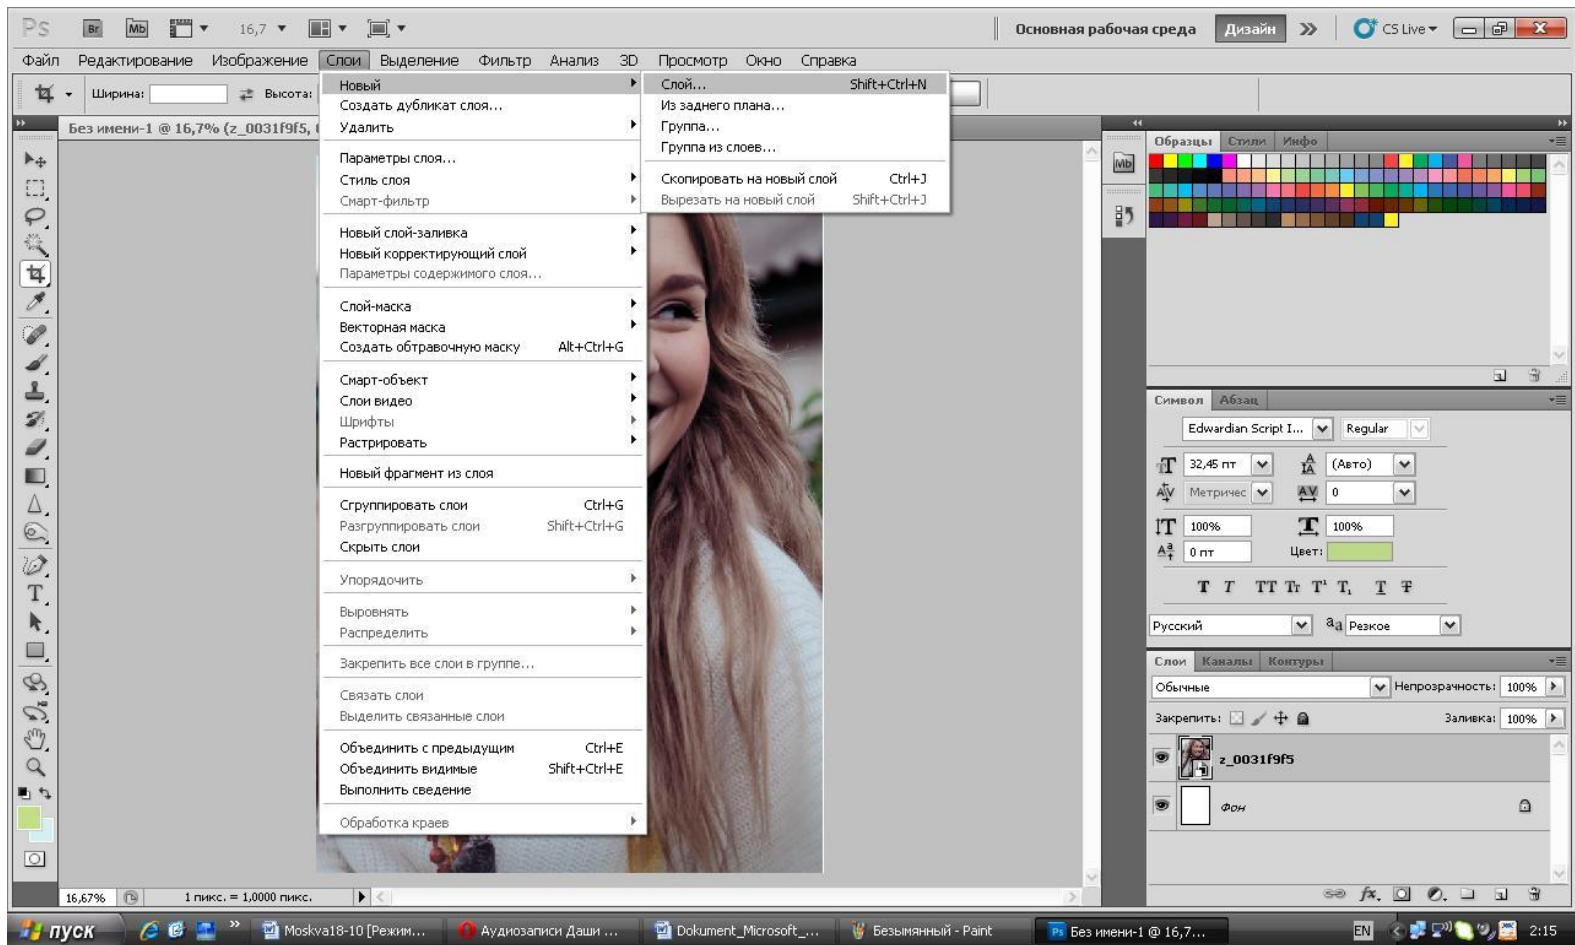 Ps Br Mb 16,7 Основная рабочая среда Дизайн CS Live
Файл Редактирование Изображение Слои Выделение Фильтр Анализ 3D Просмотр Окно Справка
Ширина: Высота:
Без имени-1 @ 16,7% (z_0031f9f5,
Новый
Создать дубликат слоя...
Удалить
Параметры слоя...
Стиль слоя
Смарт-фильтр
Новый слой-заливка
Новый корректирующий слой
Параметры содержимого слоя...
Слой-маска
Векторная маска
Создать обтравочную маску Alt+Ctrl+G
Смарт-объект
Слои видео
Шрифты
Растрировать
Новый фрагмент из слоя
Сгруппировать слои Ctrl+G
Разгруппировать слои Shift+Ctrl+G
Скрыть слои
Упорядочить
Выровнять
Распределить
Закрепить все слои в группе...
Связать слои
Выделить связанные слои
Объединить с предыдущим Ctrl+E
Объединить видимые Shift+Ctrl+E
Выполнить сведение
Обработка краев
Слой... Shift+Ctrl+N
Из заднего плана...
Группа...
Группа из слоев...
Скопировать на новый слой Ctrl+J
Вырезать на новый слой Shift+Ctrl+J
Mb
Образцы Стили Инфо
Символ Абзац
Edwardian Script I... Regular
32,45 пт (Авто)
Метричес 0
100% 100%
0 пт Цвет:
T T TT Tт T¹ T, T T
Русский aa Резкое
Слои Каналы Контуры
Обычные Непрозрачность: 100%
Закрепить: Заливка: 100%
z_0031f9f5
Фон
16,67% 1 пикс. = 1,0000 пикс.
fx.
пуск Moskva18-10 [Режим... Аудиозаписи Даши ... Dokument_Microsoft_... Безымянный - Paint Ps Без имени-1 @ 16,7... EN 2:15